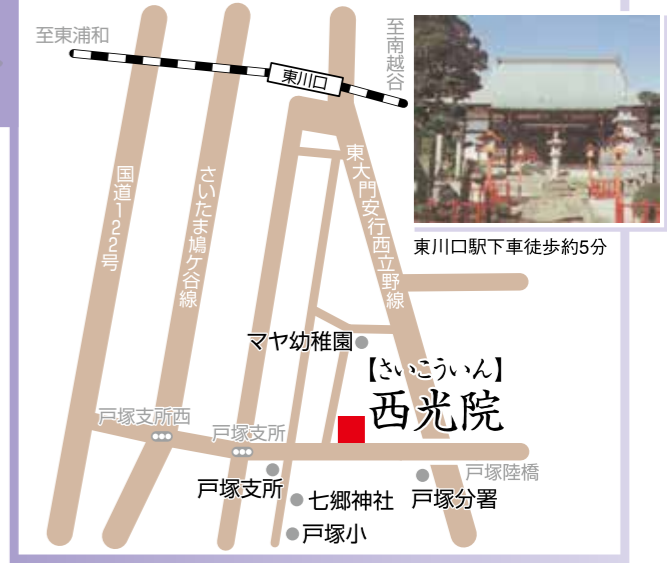 至東浦和
至南越谷
東川口
国道122号
さいたま鳩ケ谷線
東大門安行西立野線
東川口駅下車徒歩約5分
マヤ幼稚園
【さいこういん】
西光院
戸塚支所西
戸塚支所
戸塚陸橋
戸塚支所
七郷神社
戸塚分署
戸塚小